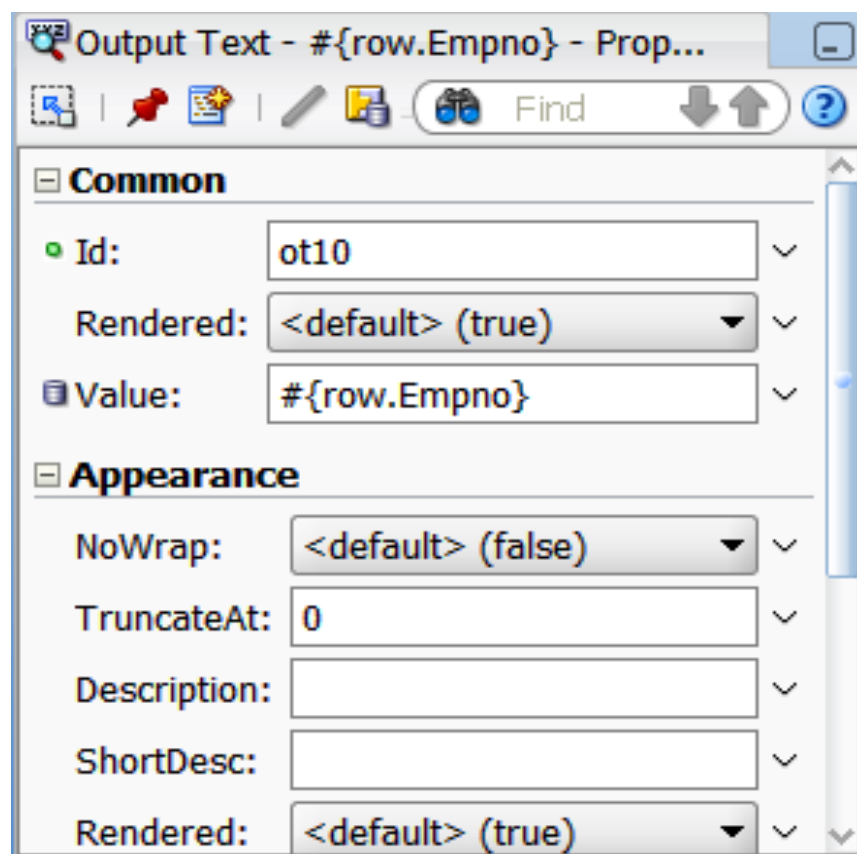 Output Text - #{row.Empno} - Prop...
Find
Common
Id: ot10
Rendered: <default> (true)
Value: #{row.Empno}
Appearance
NoWrap: <default> (false)
TruncateAt: 0
Description:
ShortDesc:
Rendered: <default> (true)